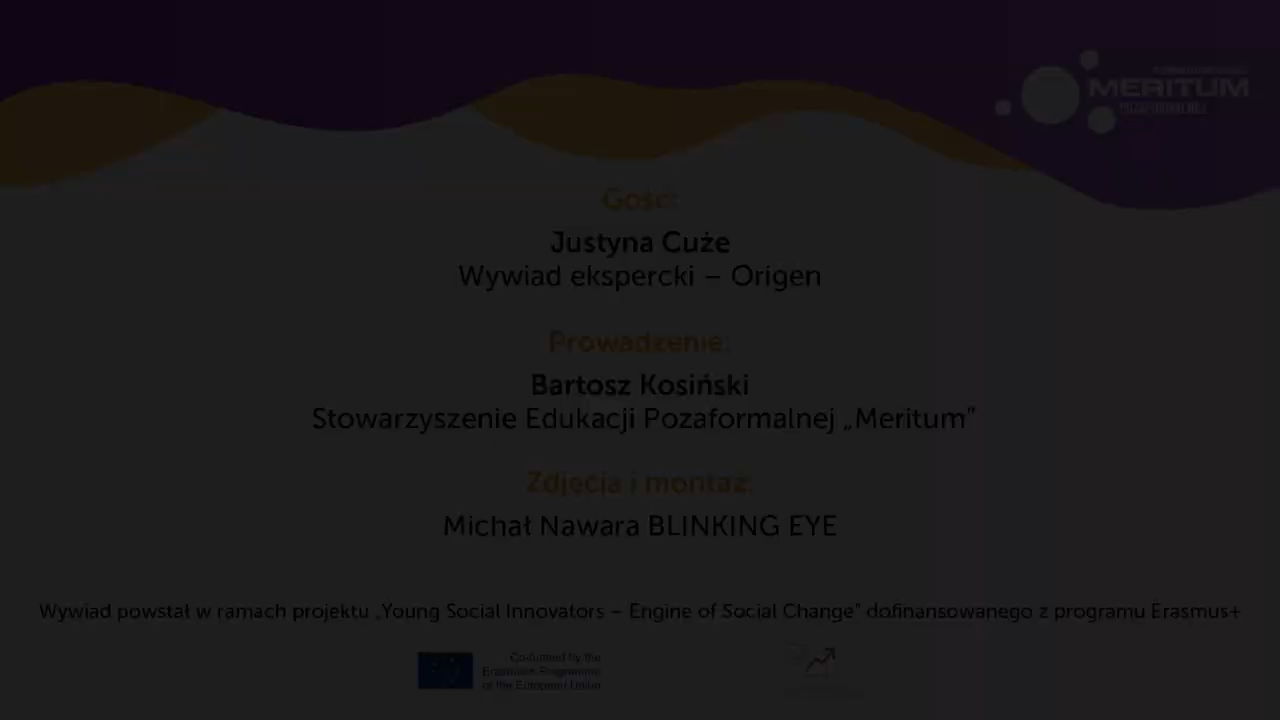 MERITUM
POZAFORMALNEJ
Gość:
Justyna Cuże
Wywiad ekspercki – Origen
Prowadzenie:
Bartosz Kosiński
Stowarzyszenie Edukacji Pozaformalnej „Meritum”
Zdjęcia i montaż:
Michał Nawara BLINKING EYE
Wywiad powstał w ramach projektu „Young Social Innovators – Engine of Social Change” dofinansowanego z programu Erasmus+
Co-funded by the
Erasmus+ Programme
of the European Union